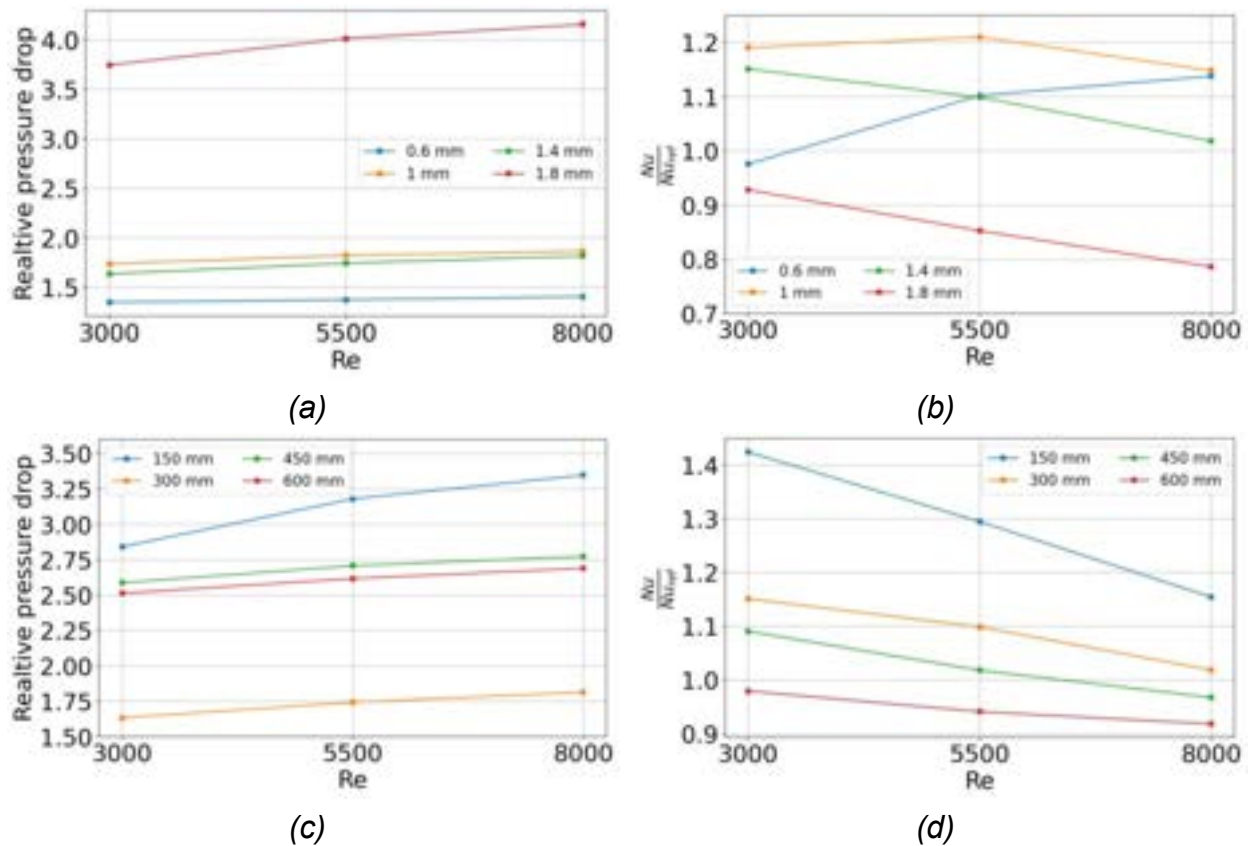 Realtive pressure drop
4.0
3.5
3.0
2.5
2.0
1.5
0.6 mm
1.4 mm
1 mm
1.8 mm
3000
5500
8000
Re
(a)
Nu
1.2
1.1
1.0
0.9
0.8
0.7
0.6 mm
1.4 mm
1 mm
1.8 mm
3000
5500
8000
Re
(b)
Realtive pressure drop
3.50
3.25
3.00
2.75
2.50
2.25
2.00
1.75
1.50
150 mm
450 mm
300 mm
600 mm
3000
5500
8000
Re
(c)
Nu
1.4
1.3
1.2
1.1
1.0
0.9
150 mm
450 mm
300 mm
600 mm
3000
5500
8000
Re
(d)